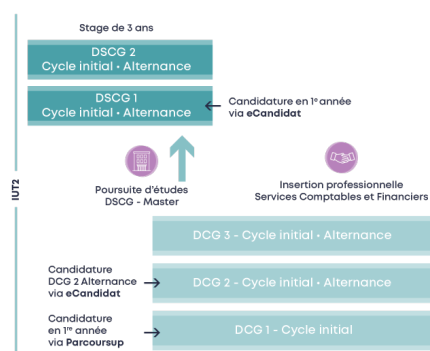 Stage de 3 ans
DSCG 2
Cycle initial • Alternance
DSCG 1
Cycle initial • Alternance
Candidature en 1e année
via eCandidat
IUT2
Poursuite d'études
DSCG - Master
Insertion professionnelle
Services Comptables et Financiers
DCG 3 - Cycle initial • Alternance
Candidature
DCG 2 Alternance
via eCandidat
DCG 2 - Cycle initial • Alternance
Candidature
en 1re année
via Parcoursup
DCG 1 - Cycle initial